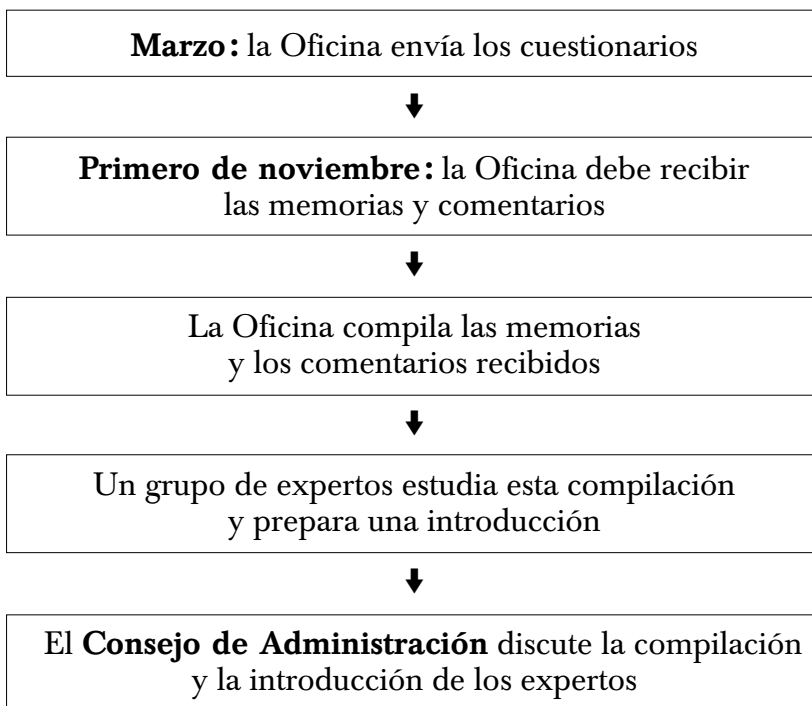 Marzo: la Oficina envía los cuestionarios
Primero de noviembre: la Oficina debe recibir
las memorias y comentarios
La Oficina compila las memorias
y los comentarios recibidos
Un grupo de expertos estudia esta compilación
y prepara una introducción
El Consejo de Administración discute la compilación
y la introducción de los expertos